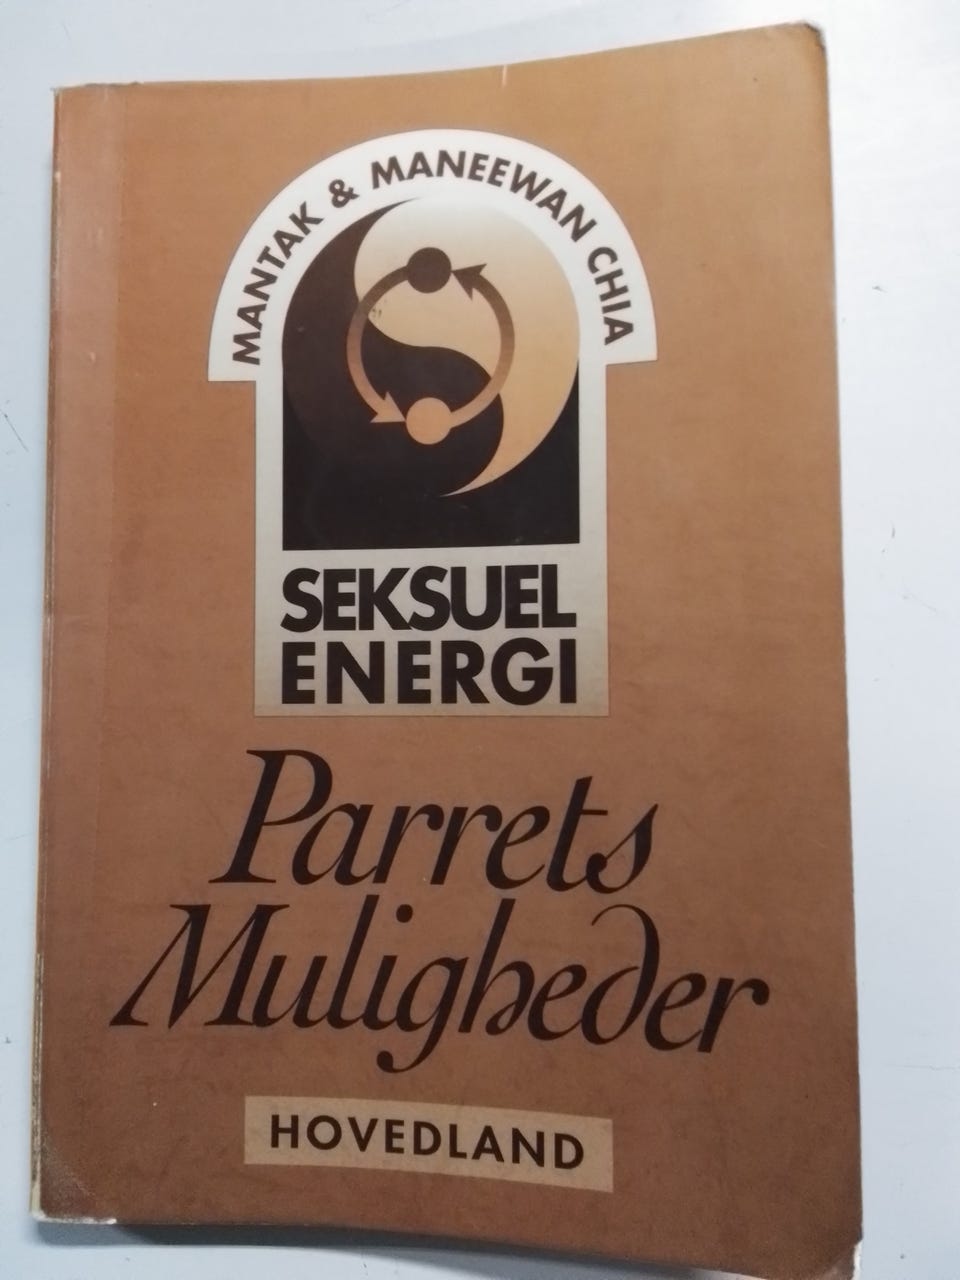 MANTAK & MANEEWAN CHIA
SEKSUEL
ENERGI
Parrets
Muligheder
HOVEDLAND